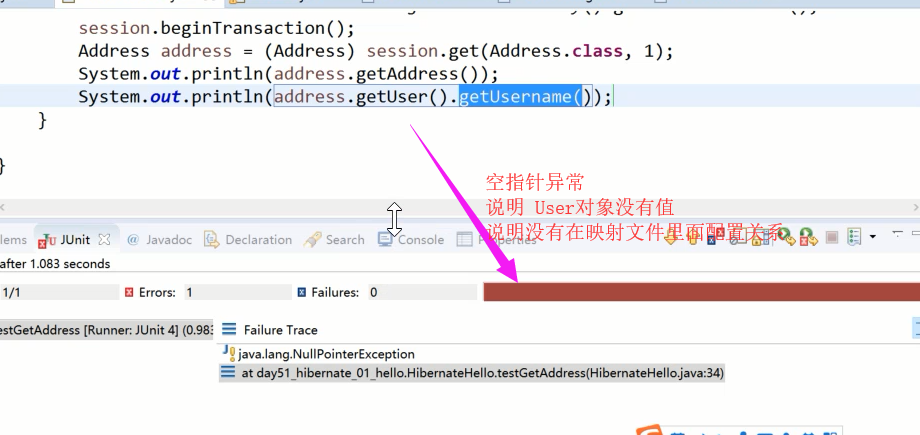 session.beginTransaction();
Address address = (Address) session.get(Address.class, 1);
System.out.println(address.getAddress());
System.out.println(address.getUser().getUsername());
}
}
空指针异常
说明 User对象没有值
说明没有在映射文件里面配置关系
lems JUnit @ Javadoc Declaration Search Console Properties
after 1.083 seconds
1/1 Errors: 1 Failures: 0
estGetAddress [Runner: JUnit 4] (0.983
Failure Trace
java.lang.NullPointerException
at day51_hibernate_01_hello.HibernateHello.testGetAddress(HibernateHello.java:34)